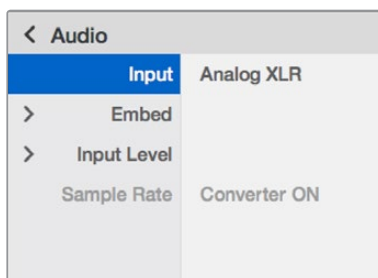 Audio
Input Analog XLR
Embed
Input Level
Sample Rate Converter ON